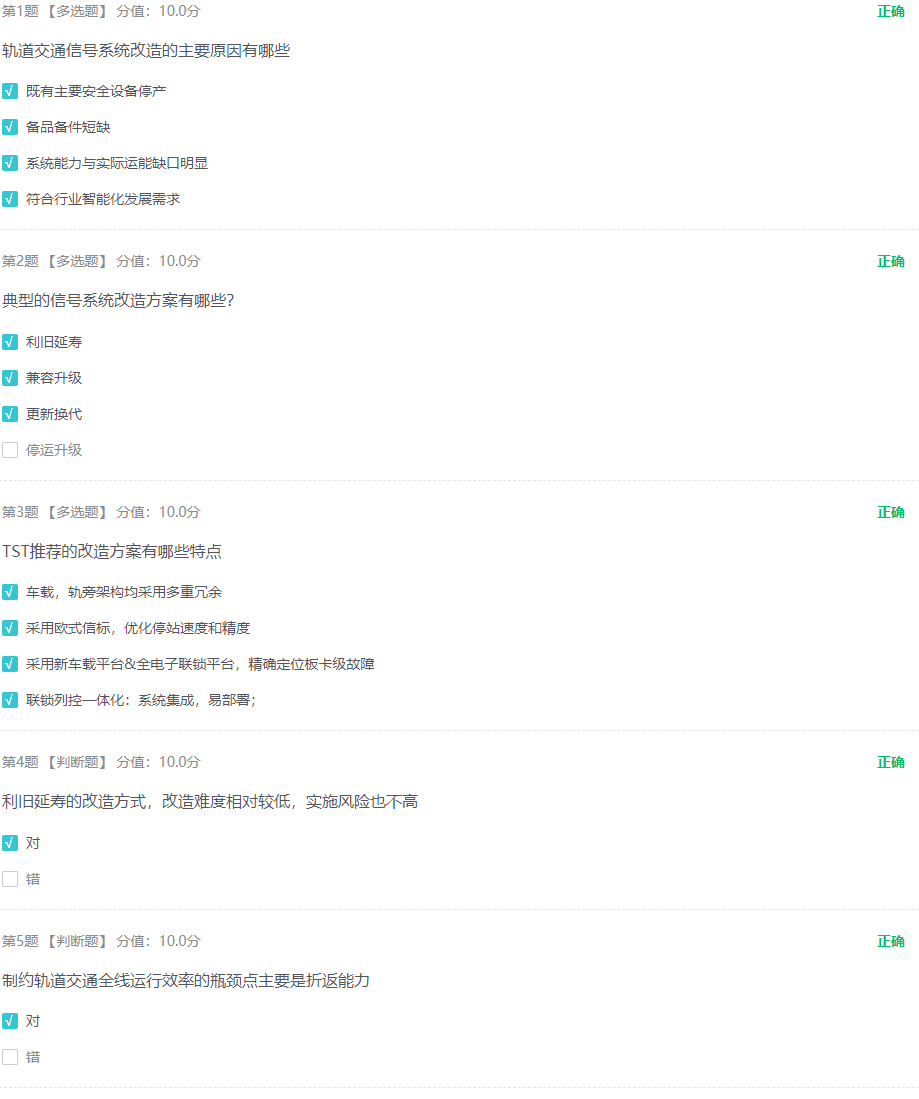 第1题 【多选题】 分值：10.0分 正确
轨道交通信号系统改造的主要原因有哪些
既有主要安全设备停产
备品备件短缺
系统能力与实际运能缺口明显
符合行业智能化发展需求
第2题 【多选题】 分值：10.0分 正确
典型的信号系统改造方案有哪些?
利旧延寿
兼容升级
更新换代
停运升级
第3题 【多选题】 分值：10.0分 正确
TST推荐的改造方案有哪些特点
车载，轨旁架构均采用多重冗余
采用欧式信标，优化停站速度和精度
采用新车载平台&全电子联锁平台，精确定位板卡级故障
联锁列控一体化：系统集成，易部署；
第4题 【判断题】 分值：10.0分 正确
利旧延寿的改造方式，改造难度相对较低，实施风险也不高
对
错
第5题 【判断题】 分值：10.0分 正确
制约轨道交通全线运行效率的瓶颈点主要是折返能力
对
错